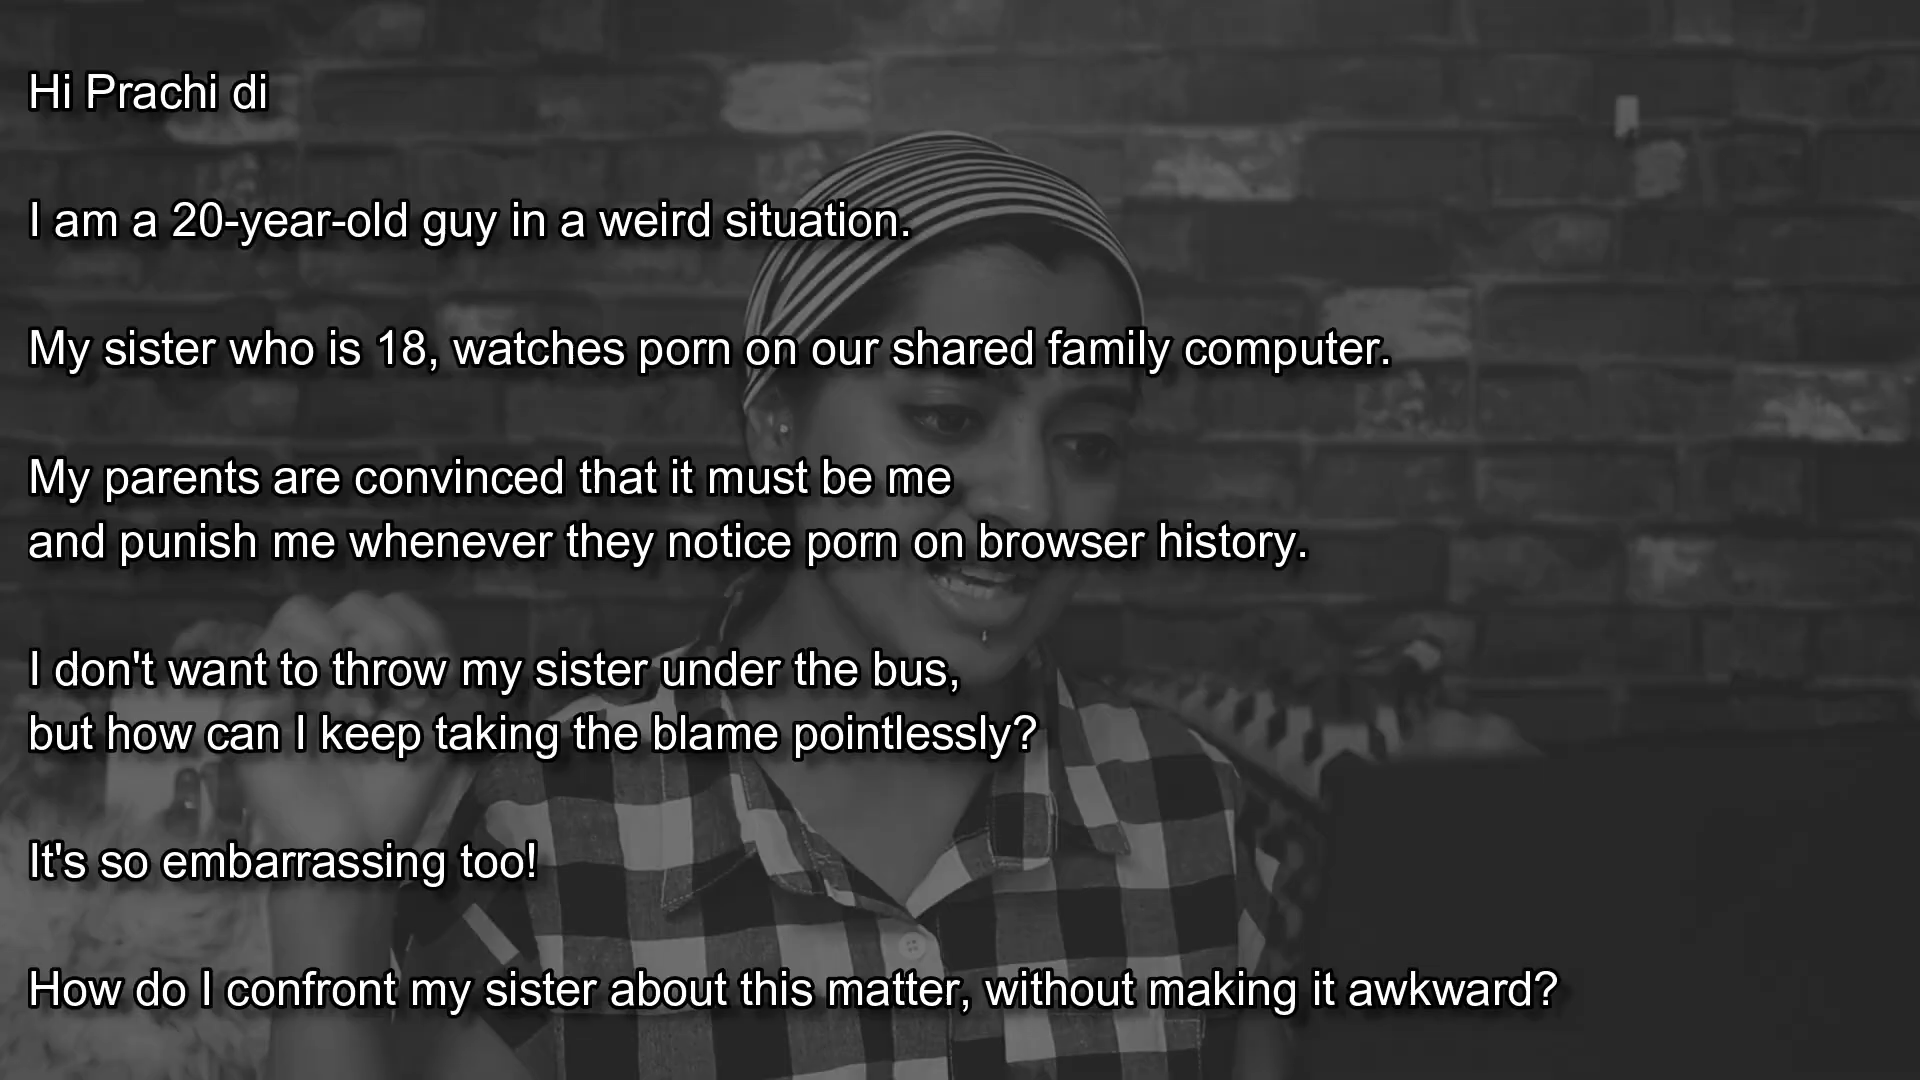 Hi Prachi di
I am a 20-year-old guy in a weird situation.
My sister who is 18, watches porn on our shared family computer.
My parents are convinced that it must be me
and punish me whenever they notice porn on browser history.
I don't want to throw my sister under the bus,
but how can I keep taking the blame pointlessly?
It's so embarrassing too!
How do I confront my sister about this matter, without making it awkward?